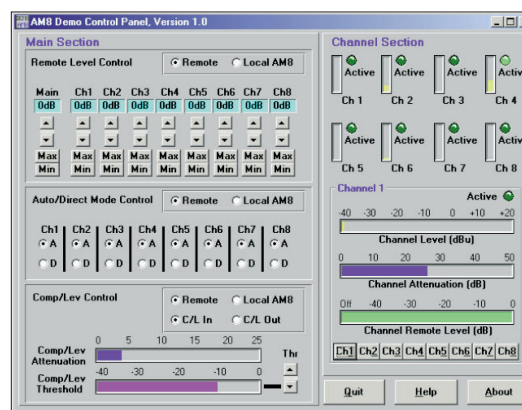 AM8 Demo Control Panel, Version 1.0
Main Section
Remote Level Control
Remote Local AM8
Main Ch1 Ch2 Ch3 Ch4 Ch5 Ch6 Ch7 Ch8
0dB 0dB 0dB 0dB 0dB 0dB 0dB 0dB 0dB
Max Max Max Max Max Max Max Max Max
Min Min Min Min Min Min Min Min Min
Auto/Direct Mode Control
Remote Local AM8
Ch1 Ch2 Ch3 Ch4 Ch5 Ch6 Ch7 Ch8
A A A A A A A A
D D D D D D D D
Comp/Lev Control
Remote Local AM8
C/L In C/L Out
0 5 10 15 20 25
Comp/Lev Attenuation
Thr
-40 -30 -20 -10 0
Comp/Lev Threshold
Channel Section
Active Active Active Active
Ch 1 Ch 2 Ch 3 Ch 4
Active Active Active Active
Ch 5 Ch 6 Ch 7 Ch 8
Channel 1
Active
-40 -30 -20 -10 0 +10 +20
Channel Level (dBu)
0 10 20 30 40 50
Channel Attenuation (dB)
Off -40 -30 -20 -10 0
Channel Remote Level (dB)
Ch1 Ch2 Ch3 Ch4 Ch5 Ch6 Ch7 Ch8
Quit Help About